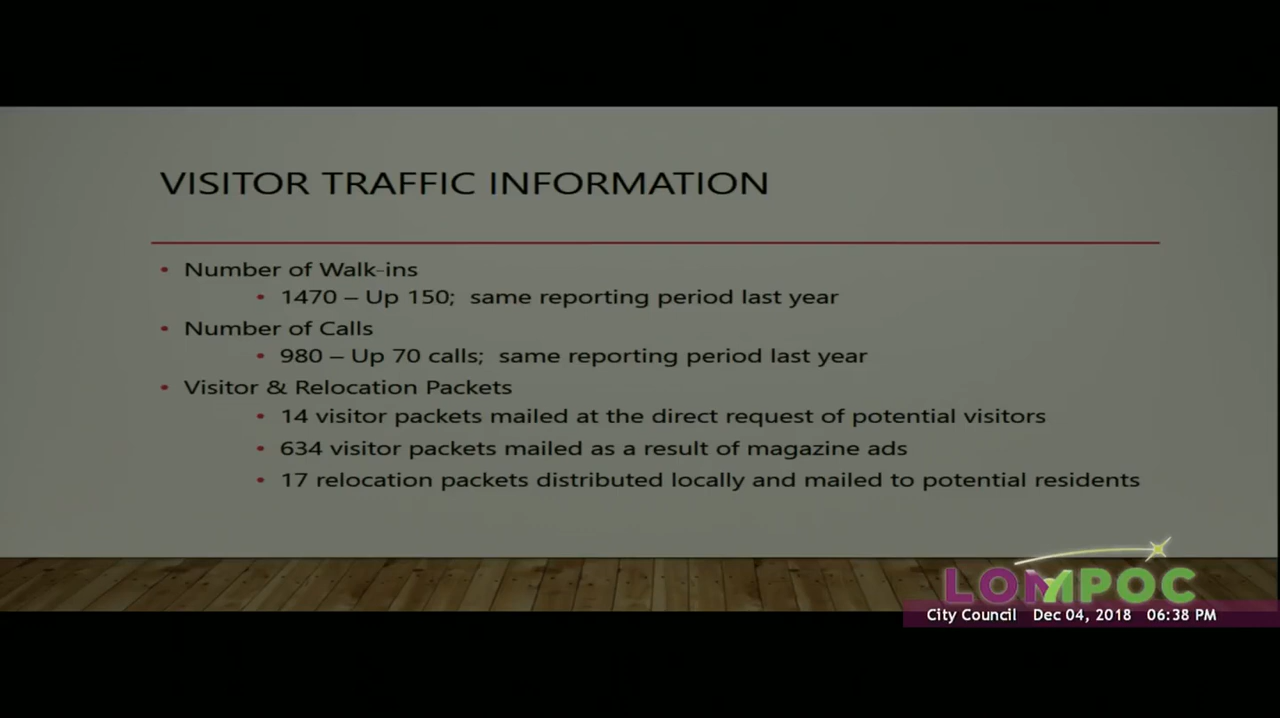 VISITOR TRAFFIC INFORMATION
• Number of Walk-ins
• 1470 – Up 150;  same reporting period last year
• Number of Calls
• 980 – Up 70 calls;  same reporting period last year
• Visitor & Relocation Packets
• 14 visitor packets mailed at the direct request of potential visitors
• 634 visitor packets mailed as a result of magazine ads
• 17 relocation packets distributed locally and mailed to potential residents
LOMPOC
City Council   Dec 04, 2018   06:38 PM